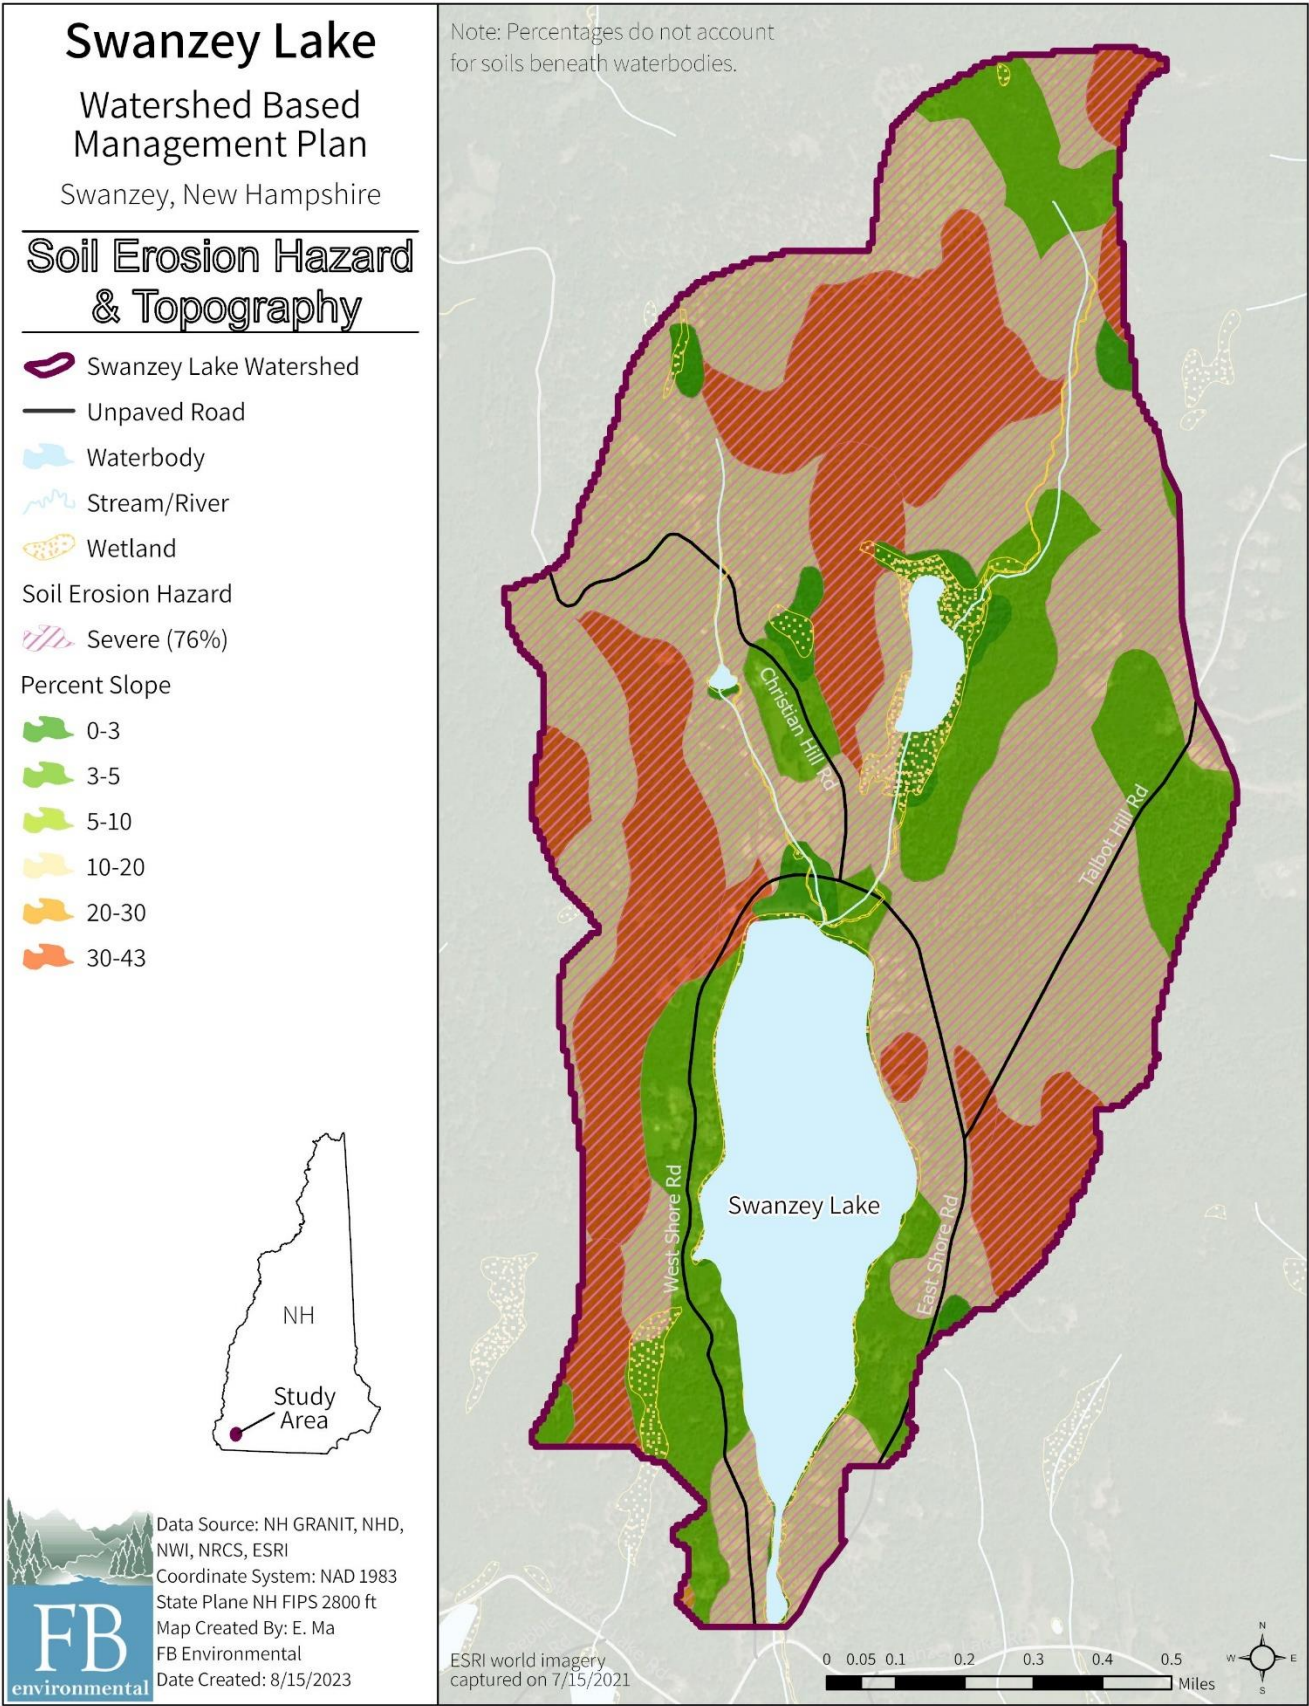 Swanzey Lake
Watershed Based
Management Plan
Swanzey, New Hampshire
Soil Erosion Hazard
& Topography
Swanzey Lake Watershed
Unpaved Road
Waterbody
Stream/River
Wetland
Soil Erosion Hazard
Severe (76%)
Percent Slope
0-3
3-5
5-10
10-20
20-30
30-43
NH
Study
Area
FB
environmental
Data Source: NH GRANIT, NHD,
NWI, NRCS, ESRI
Coordinate System: NAD 1983
State Plane NH FIPS 2800 ft
Map Created By: E. Ma
FB Environmental
Date Created: 8/15/2023
Note: Percentages do not account
for soils beneath waterbodies.
Christian Hill Rd
Talbot Hill Rd
West Shore Rd
Swanzey Lake
East Shore Rd
ESRI world imagery
captured on 7/15/2021
0 0.05 0.1 0.2 0.3 0.4 0.5
Miles
N
W E
S